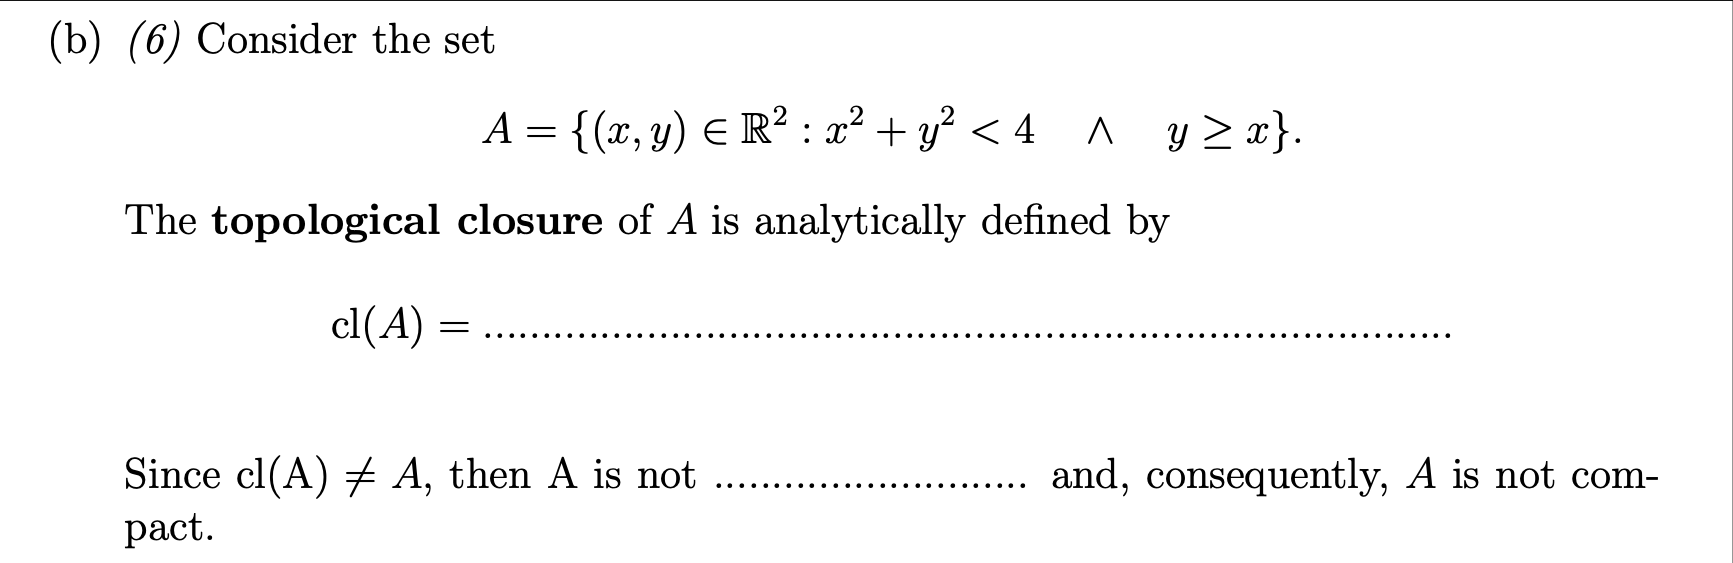 (b) (6) Consider the set
A = {(x, y) ∈ ℝ² : x² + y² < 4 ∧ y ≥ x}.
The topological closure of A is analytically defined by
cl(A) = ....................................................................................
Since cl(A) ≠ A, then A is not ........................... and, consequently, A is not com-
pact.